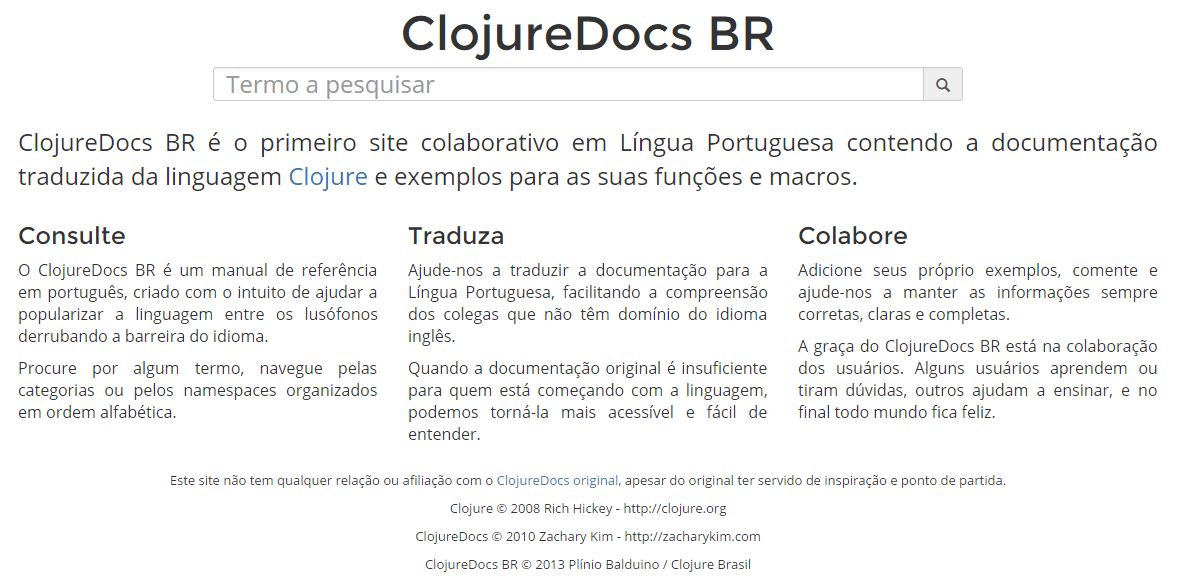 ClojureDocs BR
Termo a pesquisar
ClojureDocs BR é o primeiro site colaborativo em Língua Portuguesa contendo a documentação
traduzida da linguagem Clojure e exemplos para as suas funções e macros.
Consulte
O ClojureDocs BR é um manual de referência
em português, criado com o intuito de ajudar a
popularizar a linguagem entre os lusófonos
derrubando a barreira do idioma.
Procure por algum termo, navegue pelas
categorias ou pelos namespaces organizados
em ordem alfabética.
Traduza
Ajude-nos a traduzir a documentação para a
Língua Portuguesa, facilitando a compreensão
dos colegas que não têm domínio do idioma
inglês.
Quando a documentação original é insuficiente
para quem está começando com a linguagem,
podemos torná-la mais acessível e fácil de
entender.
Colabore
Adicione seus próprio exemplos, comente e
ajude-nos a manter as informações sempre
corretas, claras e completas.
A graça do ClojureDocs BR está na colaboração
dos usuários. Alguns usuários aprendem ou
tiram dúvidas, outros ajudam a ensinar, e no
final todo mundo fica feliz.
Este site não tem qualquer relação ou afiliação com o ClojureDocs original, apesar do original ter servido de inspiração e ponto de partida.
Clojure © 2008 Rich Hickey - http://clojure.org
ClojureDocs © 2010 Zachary Kim - http://zacharykim.com
ClojureDocs BR © 2013 Plínio Balduino / Clojure Brasil